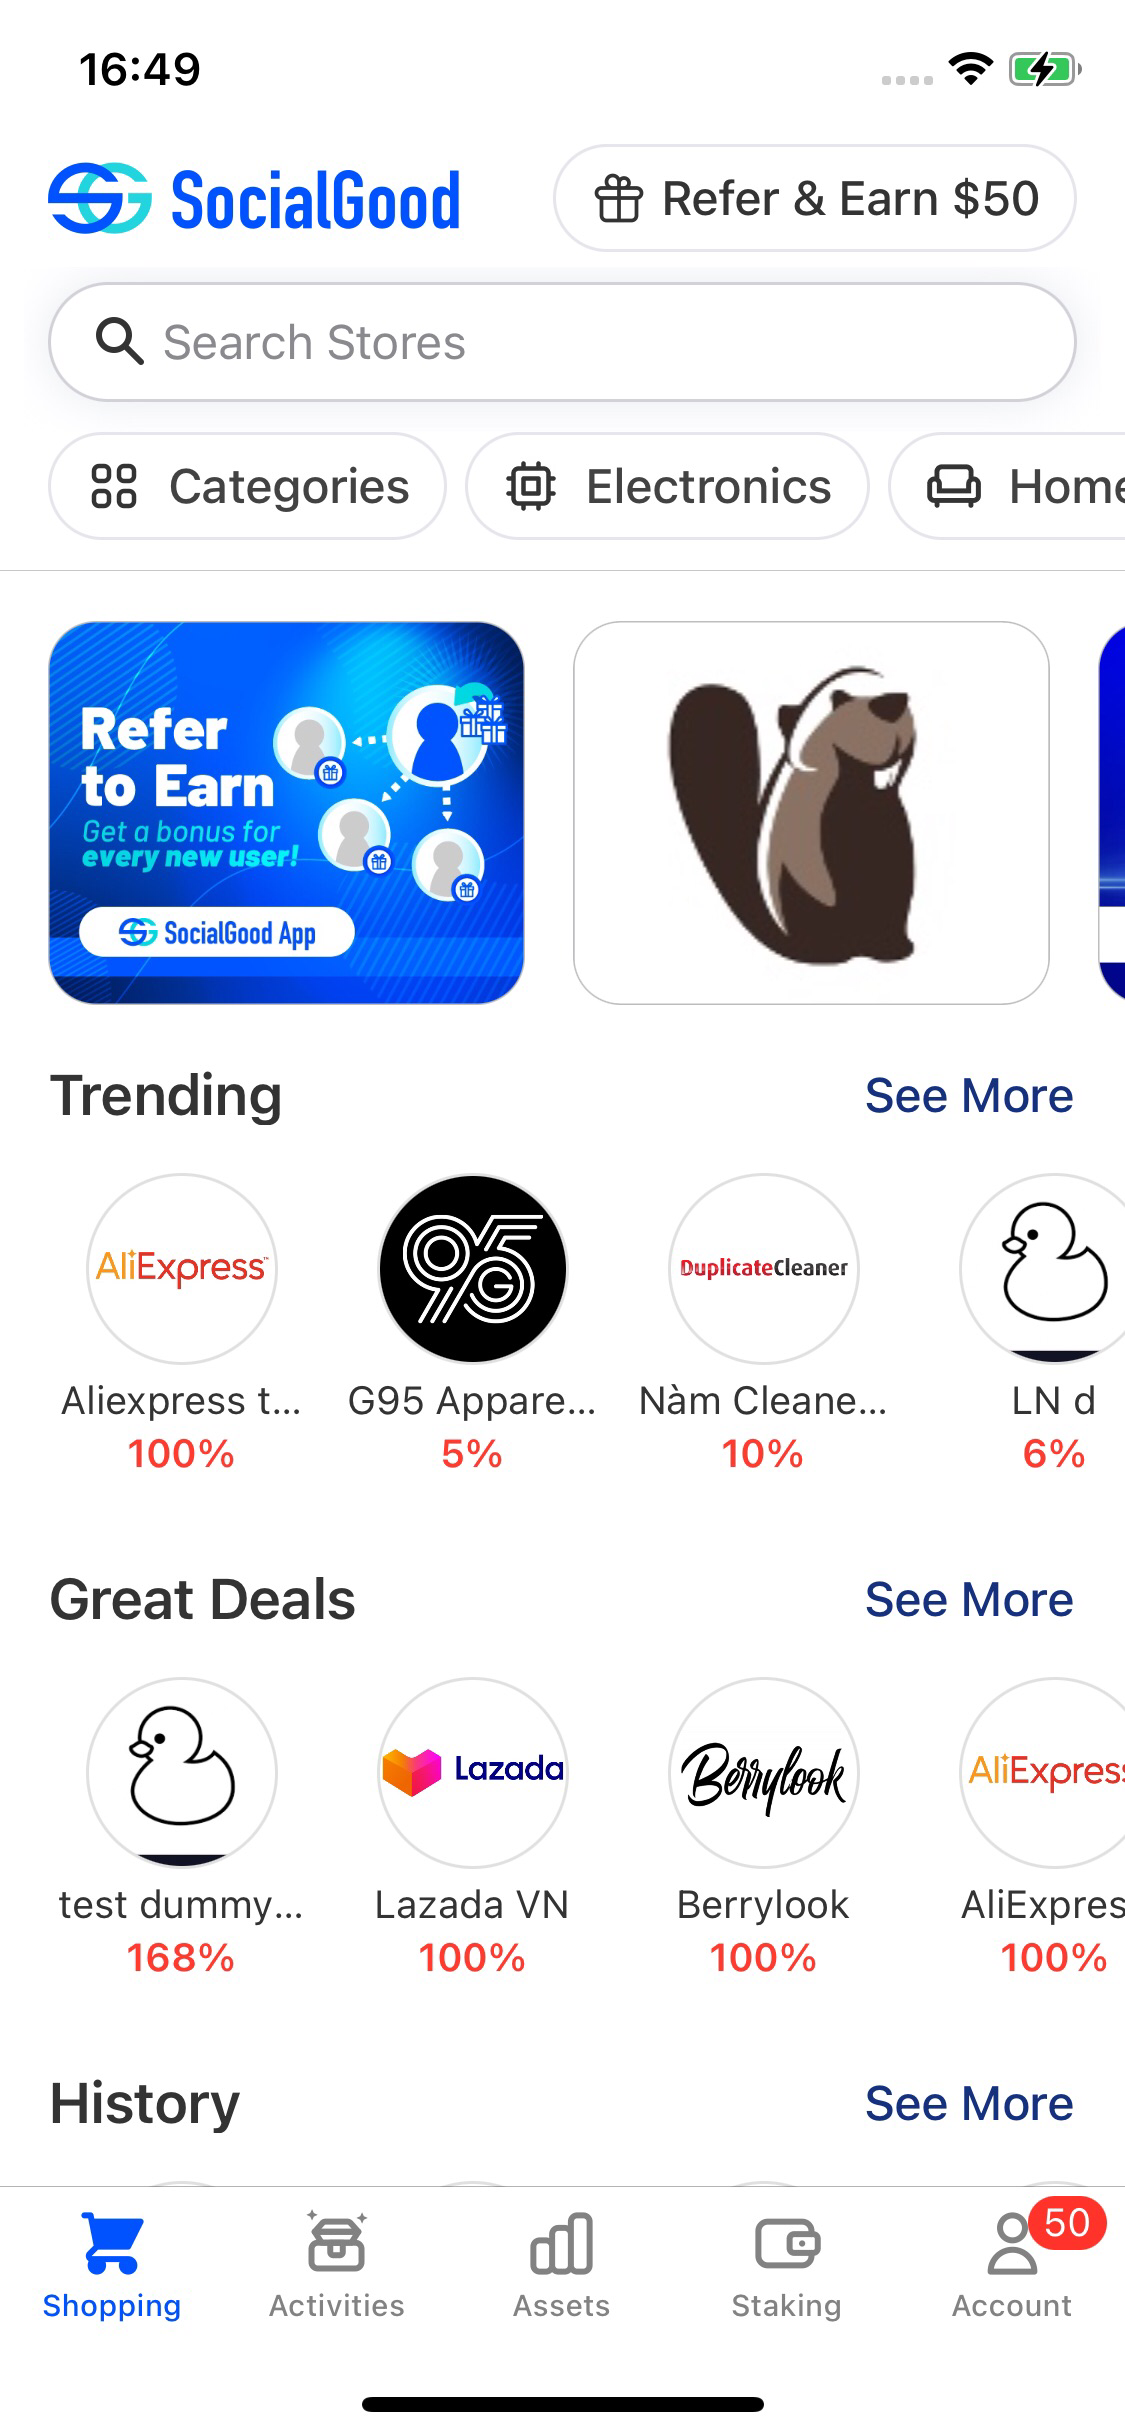 16:49
SocialGood
Refer & Earn $50
Search Stores
Categories
Electronics
Home
Refer
to Earn
Get a bonus for
every new user!
SocialGood App
Trending
See More
AliExpress™
95G
DuplicateCleaner
Aliexpress t...
G95 Appare...
Nàm Cleane...
LN d
100%
5%
10%
6%
Great Deals
See More
Lazada
Berrylook
AliExpress
test dummy...
Lazada VN
Berrylook
AliExpres
168%
100%
100%
100%
History
See More
50
Shopping
Activities
Assets
Staking
Account